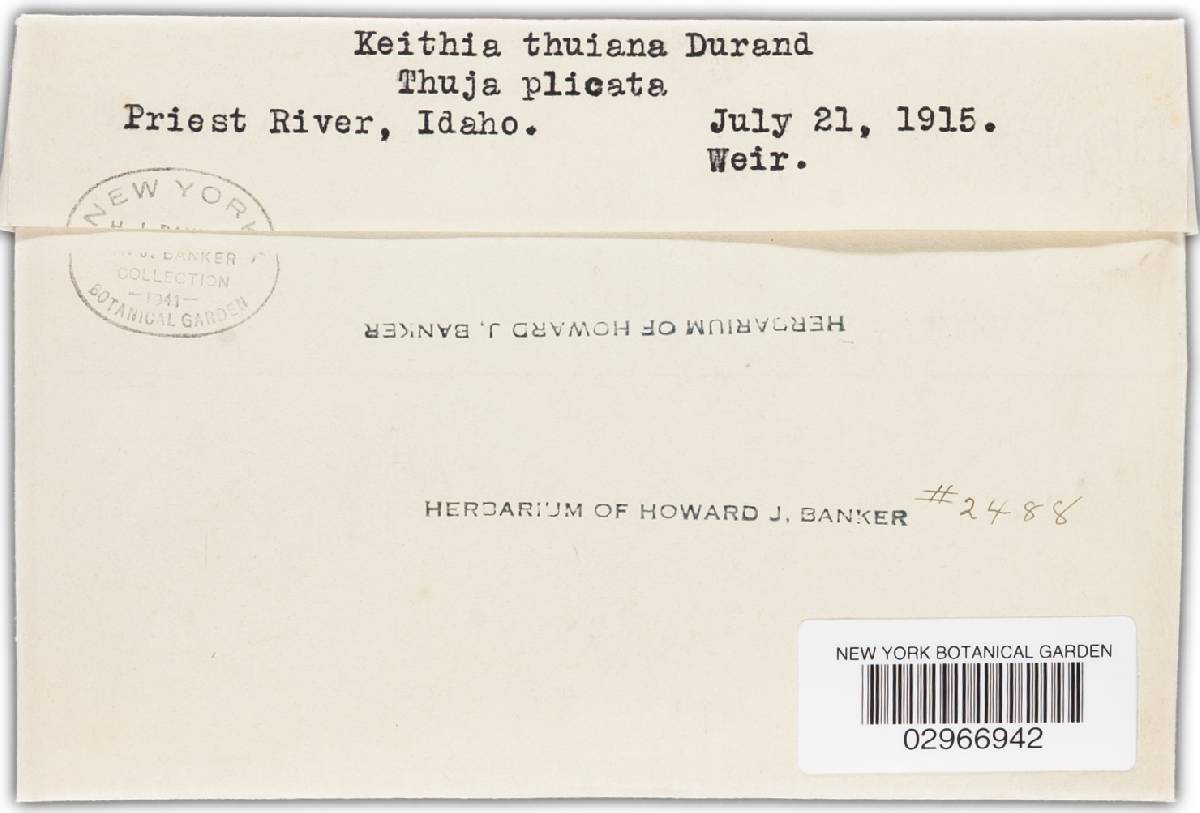 Keithia thuiana Durand
Thuja plicata
Priest River, Idaho. July 21, 1915.
Weir.
NEW YORK
H. J. BANKER
COLLECTION
—1941—
BOTANICAL GARDEN
HERBARIUM OF HOWARD J. BANKER
HERBARIUM OF HOWARD J. BANKER #2488
NEW YORK BOTANICAL GARDEN
02966942